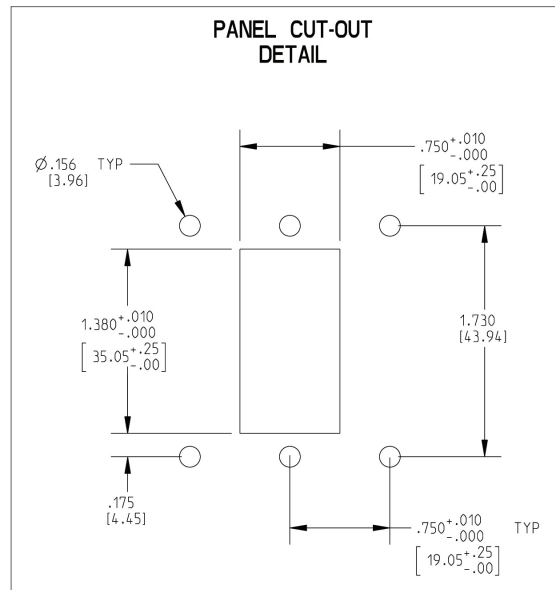 PANEL CUT-OUT
DETAIL
.750 +.010
-.000
[ 19.05 +.25
-.00 ]
Ø.156 TYP
[3.96]
1.380 +.010
-.000
[ 35.05 +.25
-.00 ]
1.730
[43.94]
.175
[4.45]
.750 +.010
-.000 TYP
[ 19.05 +.25
-.00 ]